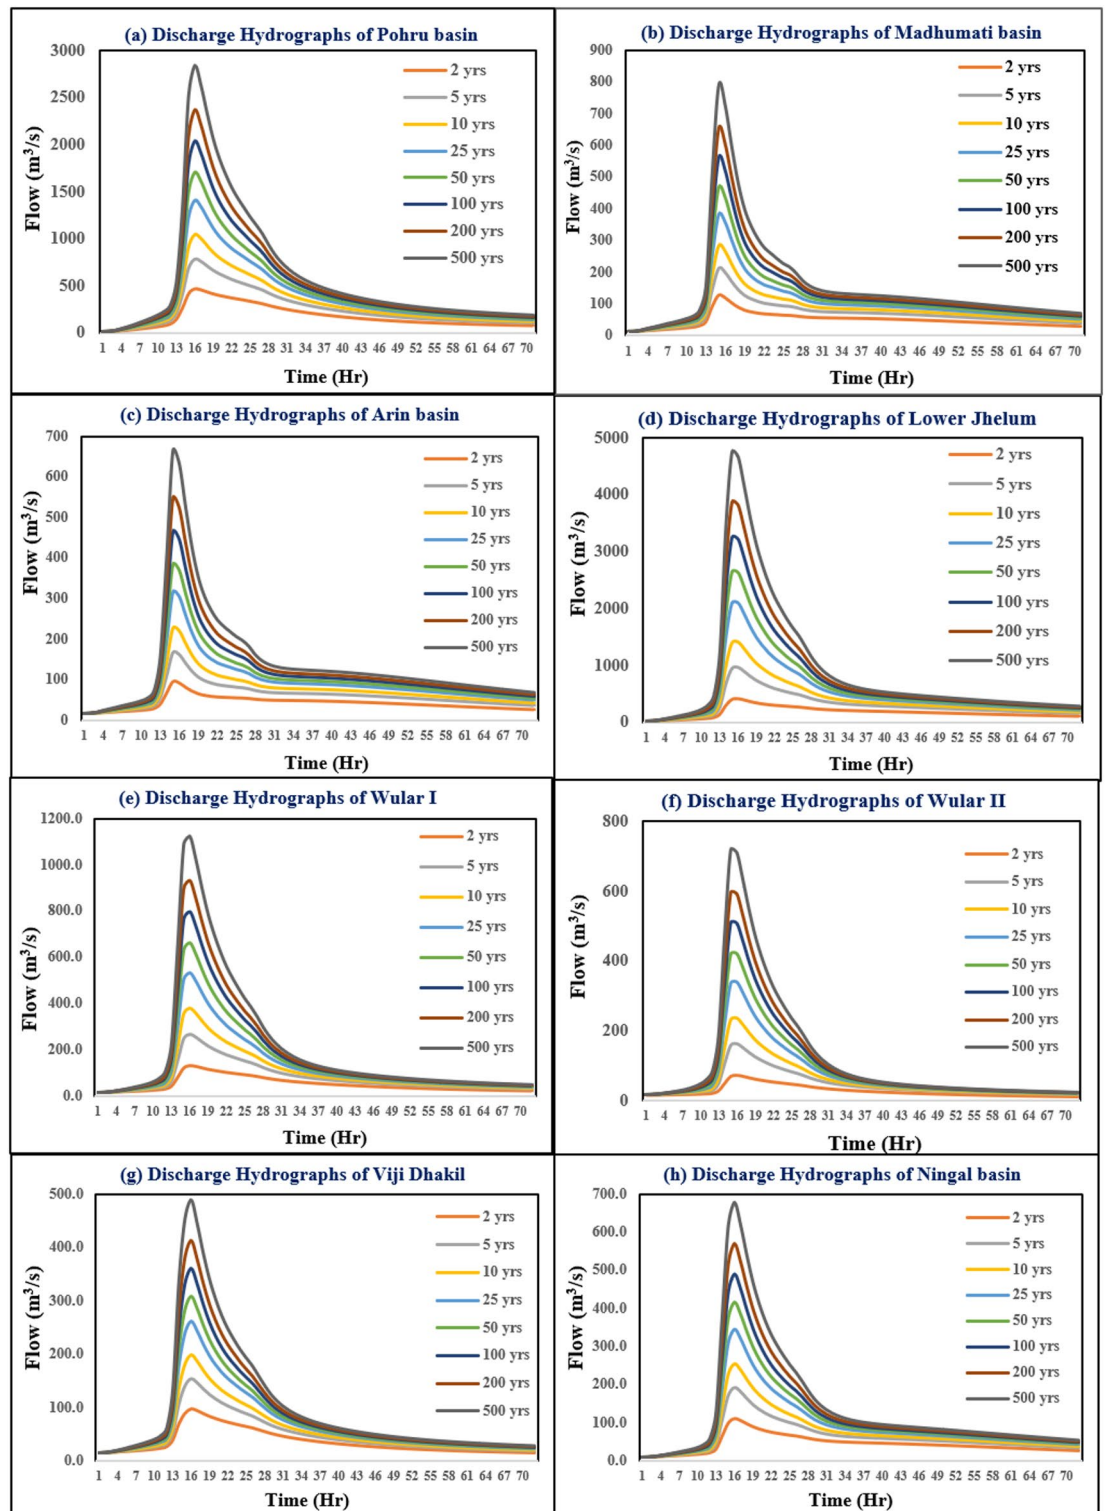 (a) Discharge Hydrographs of Pohru basin
3000
2500
2000
1500
1000
500
0
Flow (m³/s)
2 yrs
5 yrs
10 yrs
25 yrs
50 yrs
100 yrs
200 yrs
500 yrs
1 4 7 10 13 16 19 22 25 28 31 34 37 40 43 46 49 52 55 58 61 64 67 70
Time (Hr)
(b) Discharge Hydrographs of Madhumati basin
900
800
700
600
500
400
300
200
100
0
Flow (m³/s)
2 yrs
5 yrs
10 yrs
25 yrs
50 yrs
100 yrs
200 yrs
500 yrs
1 4 7 10 13 16 19 22 25 28 31 34 37 40 43 46 49 52 55 58 61 64 67 70
Time (Hr)
(c) Discharge Hydrographs of Arin basin
700
600
500
400
300
200
100
0
Flow (m³/s)
2 yrs
5 yrs
10 yrs
25 yrs
50 yrs
100 yrs
200 yrs
500 yrs
1 4 7 10 13 16 19 22 25 28 31 34 37 40 43 46 49 52 55 58 61 64 67 70
Time (Hr)
(d) Discharge Hydrographs of Lower Jhelum
5000
4000
3000
2000
1000
0
Flow (m³/s)
2 yrs
5 yrs
10 yrs
25 yrs
50 yrs
100 yrs
200 yrs
500 yrs
1 4 7 10 13 16 19 22 25 28 31 34 37 40 43 46 49 52 55 58 61 64 67 70
Time (Hr)
(e) Discharge Hydrographs of Wular I
1200.0
1000.0
800.0
600.0
400.0
200.0
0.0
Flow (m³/s)
2 yrs
5 yrs
10 yrs
25 yrs
50 yrs
100 yrs
200 yrs
500 yrs
1 4 7 10 13 16 19 22 25 28 31 34 37 40 43 46 49 52 55 58 61 64 67 70
Time (Hr)
(f) Discharge Hydrographs of Wular II
800
600
400
200
0
Flow (m³/s)
2 yrs
5 yrs
10 yrs
25 yrs
50 yrs
100 yrs
200 yrs
500 yrs
1 4 7 10 13 16 19 22 25 28 31 34 37 40 43 46 49 52 55 58 61 64 67 70
Time (Hr)
(g) Discharge Hydrographs of Viji Dhakil
500.0
400.0
300.0
200.0
100.0
0.0
Flow (m³/s)
2 yrs
5 yrs
10 yrs
25 yrs
50 yrs
100 yrs
200 yrs
500 yrs
1 4 7 10 13 16 19 22 25 28 31 34 37 40 43 46 49 52 55 58 61 64 67 70
Time (Hr)
(h) Discharge Hydrographs of Ningal basin
700.0
600.0
500.0
400.0
300.0
200.0
100.0
0.0
Flow (m³/s)
2 yrs
5 yrs
10 yrs
25 yrs
50 yrs
100 yrs
200 yrs
500 yrs
1 4 7 10 13 16 19 22 25 28 31 34 37 40 43 46 49 52 55 58 61 64 67 70
Time (Hr)